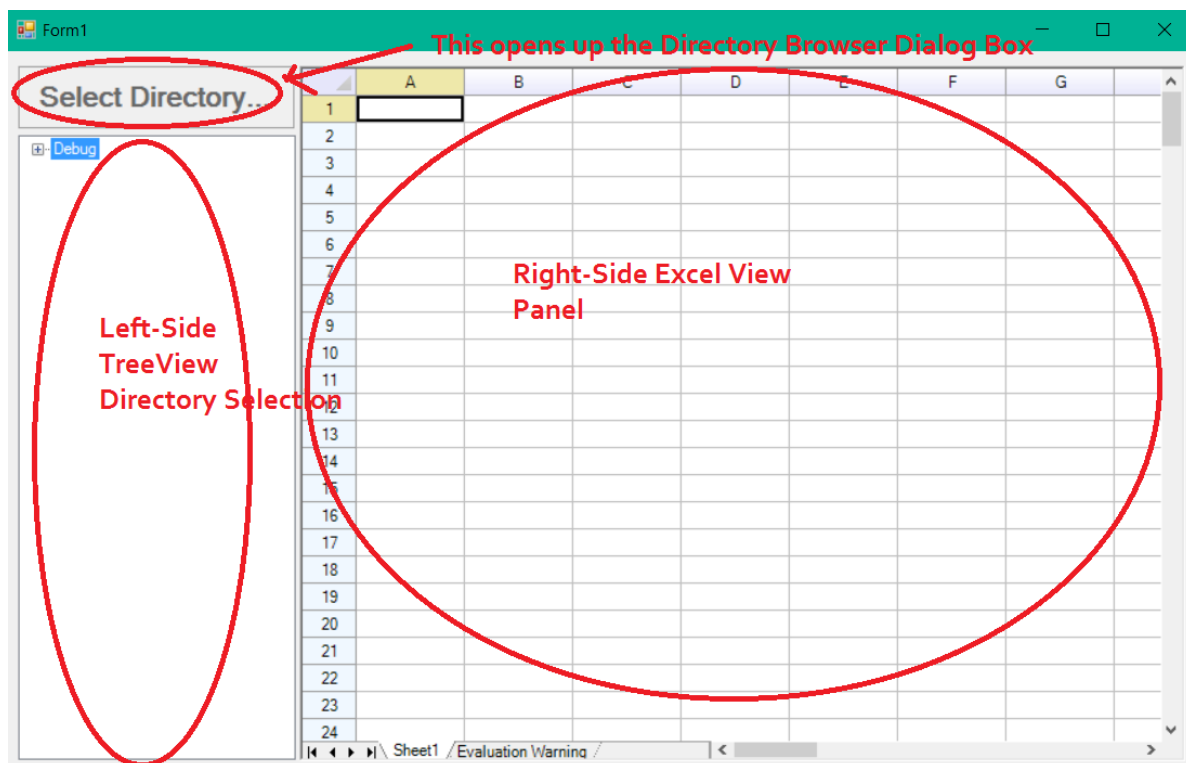 Form1
This opens up the Directory Browser Dialog Box
Select Directory...
A B C D E F G
1
Debug
2
3
4
5
6
7
Right-Side Excel View
Panel
8
Left-Side
TreeView
Directory Selection
9
10
11
12
13
14
15
16
17
18
19
20
21
22
23
24
Sheet1 Evaluation Warning